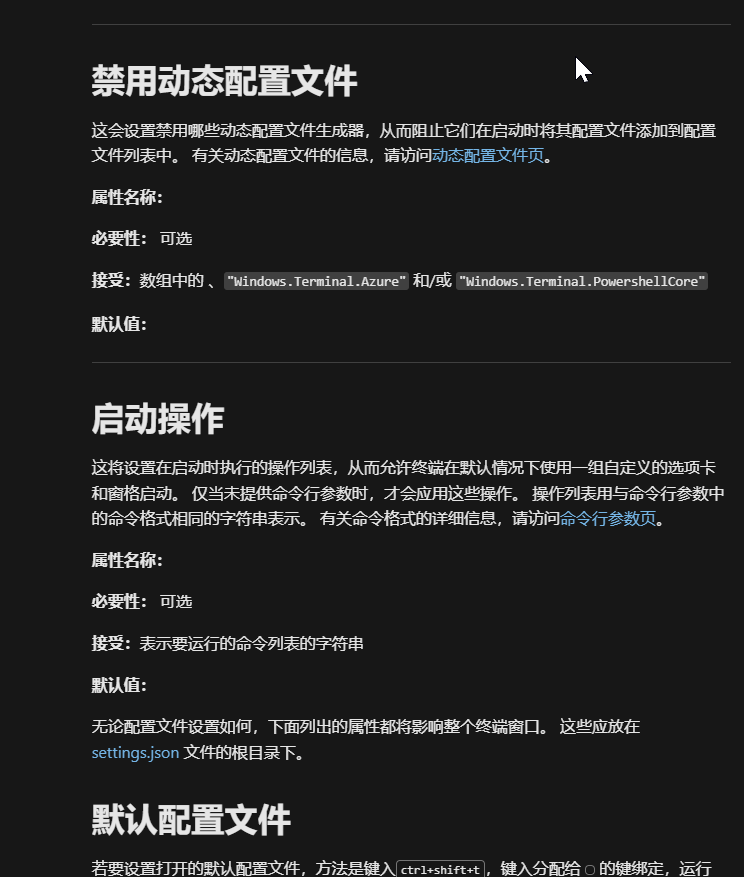 禁用动态配置文件
这会设置禁用哪些动态配置文件生成器，从而阻止它们在启动时将其配置文件添加到配置
文件列表中。 有关动态配置文件的信息，请访问动态配置文件页。
属性名称：
必要性： 可选
接受：数组中的 、"Windows.Terminal.Azure" 和/或 "Windows.Terminal.PowershellCore"
默认值：
启动操作
这将设置在启动时执行的操作列表，从而允许终端在默认情况下使用一组自定义的选项卡
和窗格启动。 仅当未提供命令行参数时，才会应用这些操作。 操作列表用与命令行参数中
的命令格式相同的字符串表示。 有关命令格式的详细信息，请访问命令行参数页。
属性名称：
必要性： 可选
接受：表示要运行的命令列表的字符串
默认值：
无论配置文件设置如何，下面列出的属性都将影响整个终端窗口。 这些应放在
settings.json 文件的根目录下。
默认配置文件
若要设置打开的默认配置文件，方法是键入ctrl+shift+t，键入分配给 的键绑定，运行